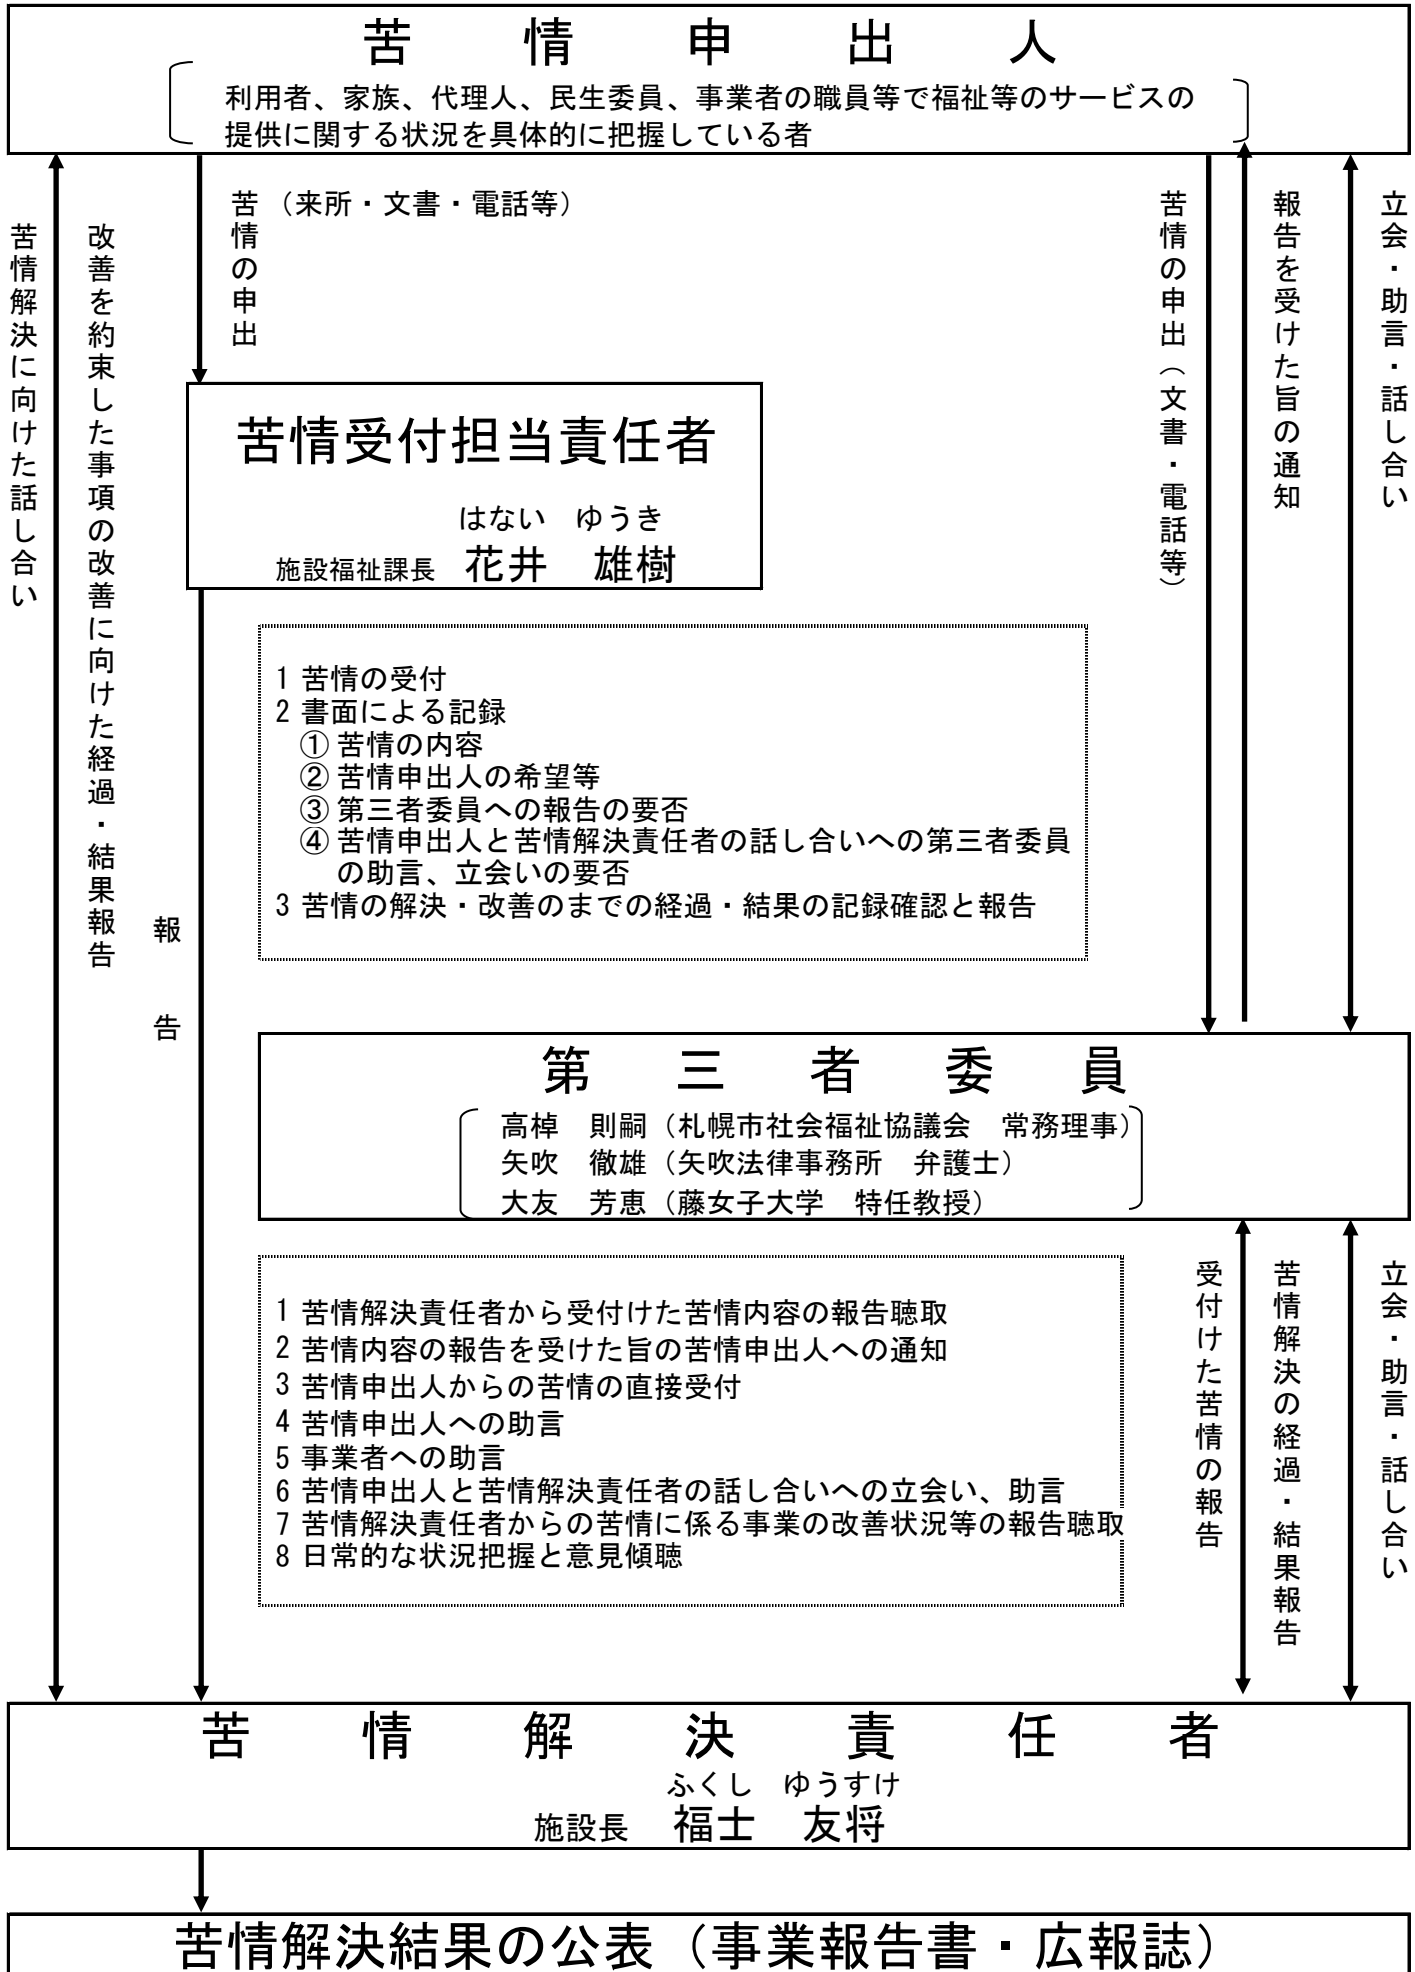 苦情申出人
利用者、家族、代理人、民生委員、事業者の職員等で福祉等のサービスの
提供に関する状況を具体的に把握している者
苦情解決に向けた話し合い
改善を約束した事項の改善に向けた経過・結果報告
苦情の申出
（来所・文書・電話等）
苦情の申出（文書・電話等）
報告を受けた旨の通知
立会・助言・話し合い
苦情受付担当責任者
はない　ゆうき
施設福祉課長　花井　雄樹
報告
1 苦情の受付
2 書面による記録
① 苦情の内容
② 苦情申出人の希望等
③ 第三者委員への報告の要否
④ 苦情申出人と苦情解決責任者の話し合いへの第三者委員
の助言、立会いの要否
3 苦情の解決・改善のまでの経過・結果の記録確認と報告
第三者委員
高棹　則嗣（札幌市社会福祉協議会　常務理事）
矢吹　徹雄（矢吹法律事務所　弁護士）
大友　芳恵（藤女子大学　特任教授）
1 苦情解決責任者から受付けた苦情内容の報告聴取
2 苦情内容の報告を受けた旨の苦情申出人への通知
3 苦情申出人からの苦情の直接受付
4 苦情申出人への助言
5 事業者への助言
6 苦情申出人と苦情解決責任者の話し合いへの立会い、助言
7 苦情解決責任者からの苦情に係る事業の改善状況等の報告聴取
8 日常的な状況把握と意見傾聴
受付けた苦情の報告
苦情解決の経過・結果報告
立会・助言・話し合い
苦情解決責任者
ふくし　ゆうすけ
施設長　福士　友将
苦情解決結果の公表（事業報告書・広報誌）